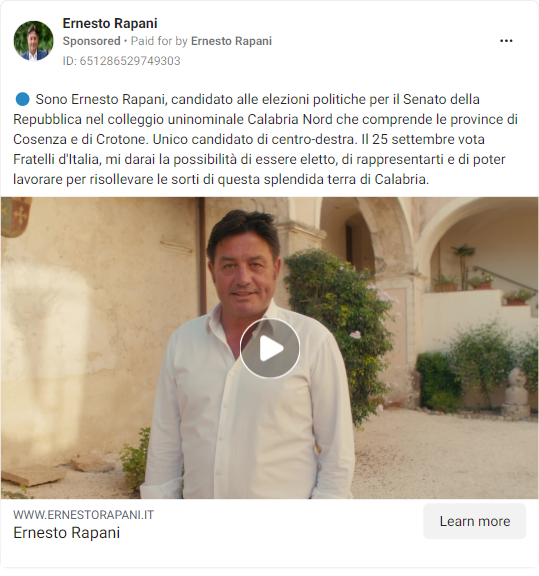 Ernesto Rapani
Sponsored • Paid for by Ernesto Rapani
ID: 651286529749303
Sono Ernesto Rapani, candidato alle elezioni politiche per il Senato della
Repubblica nel collegio uninominale Calabria Nord che comprende le province di
Cosenza e di Crotone. Unico candidato di centro-destra. Il 25 settembre vota
Fratelli d'Italia, mi darai la possibilità di essere eletto, di rappresentarti e di poter
lavorare per risollevare le sorti di questa splendida terra di Calabria.
WWW.ERNESTORAPANI.IT
Ernesto Rapani
Learn more